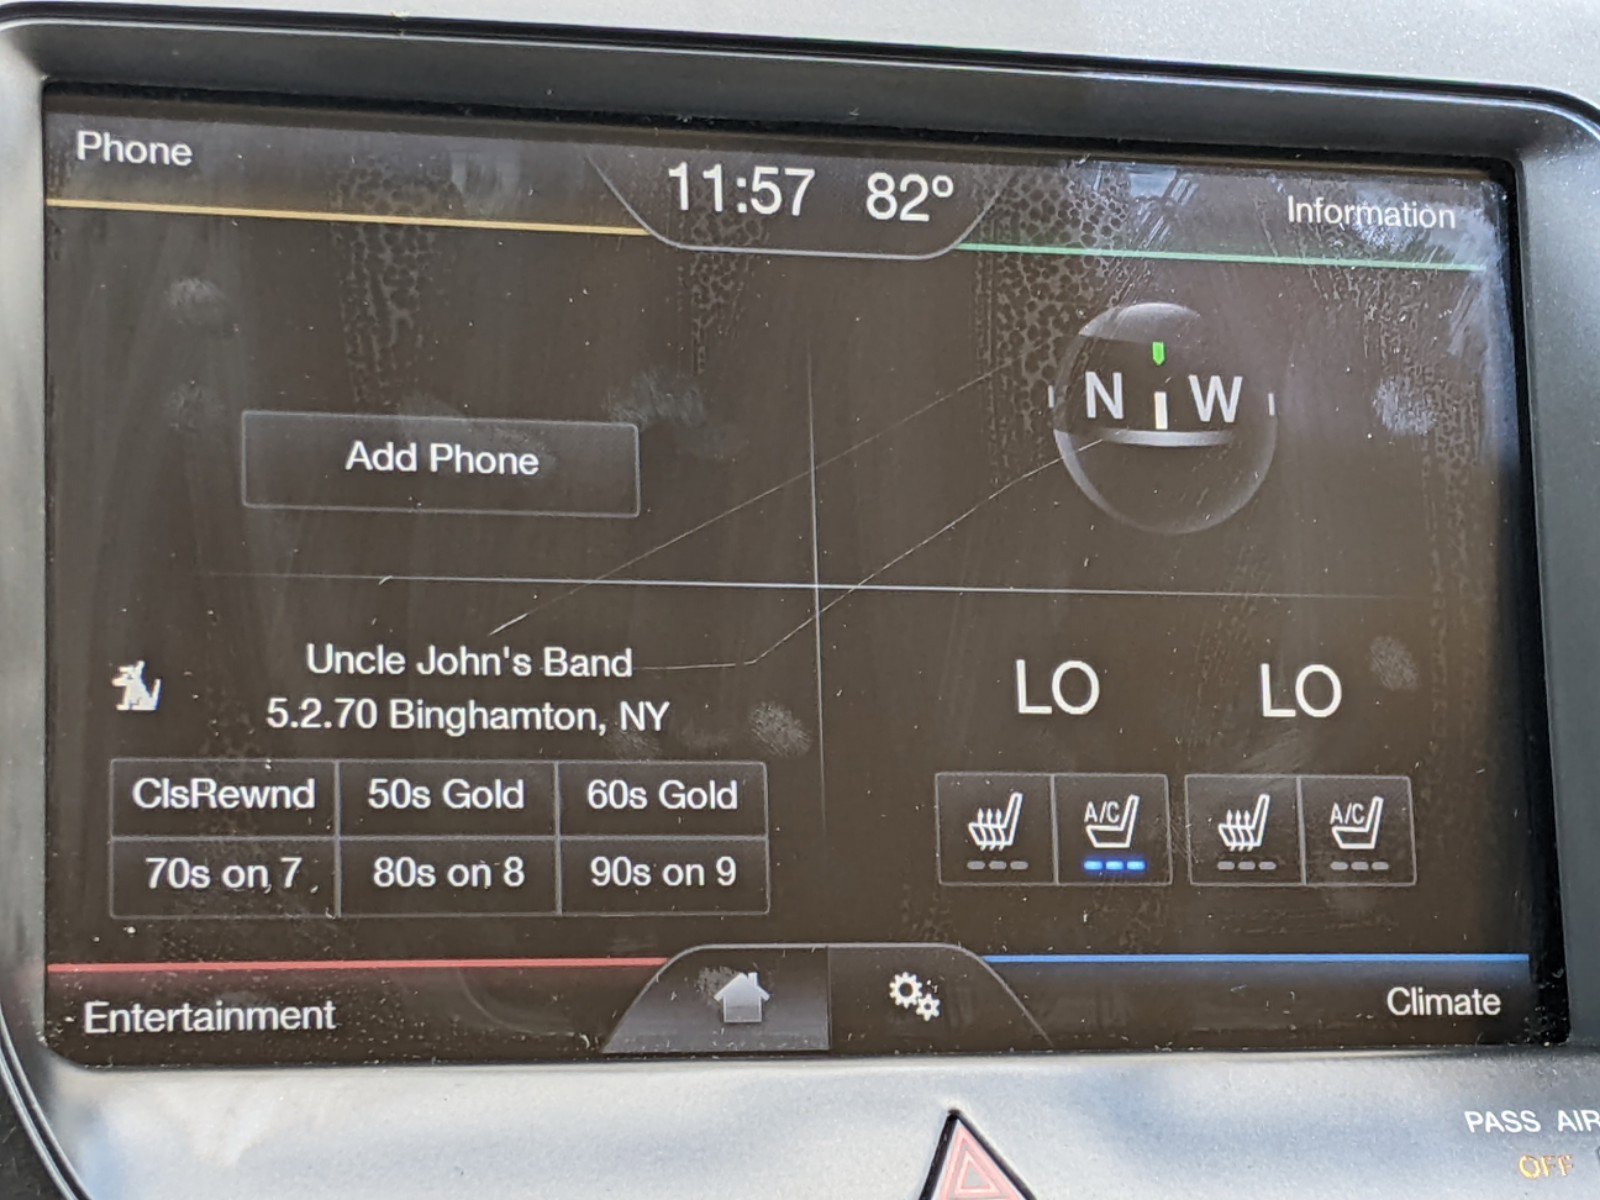 Phone
11:57 82°
Information
N W
Add Phone
Uncle John's Band
5.2.70 Binghamton, NY
ClsRewnd 50s Gold 60s Gold
70s on 7 80s on 8 90s on 9
LO LO
A/C A/C
Entertainment
Climate
PASS AIR
OFF